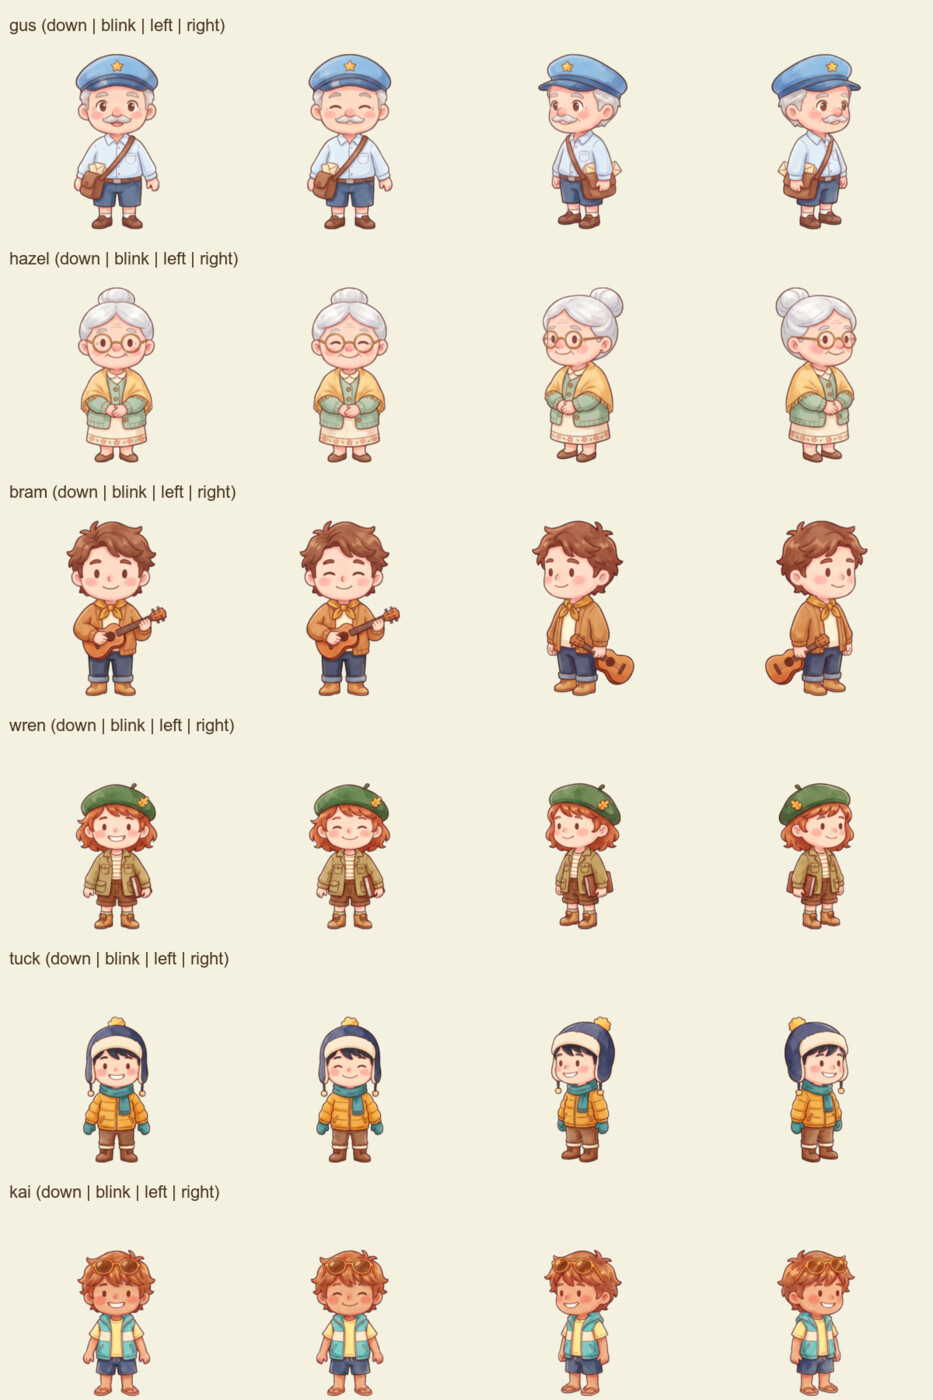 gus (down | blink | left | right)
hazel (down | blink | left | right)
bram (down | blink | left | right)
wren (down | blink | left | right)
tuck (down | blink | left | right)
kai (down | blink | left | right)